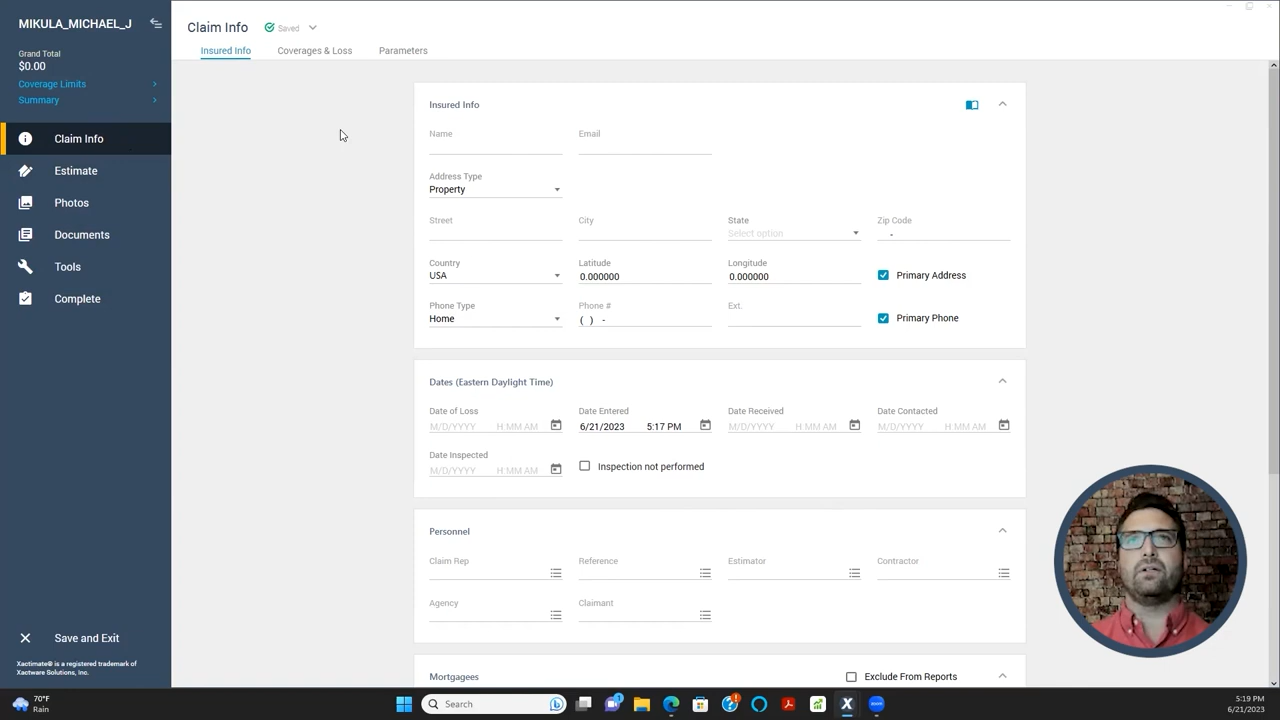 MIKULA_MICHAEL_J
Grand Total
$0.00
Coverage Limits
Summary
Claim Info
Estimate
Photos
Documents
Tools
Complete
Save and Exit
Xactimate® is a registered trademark of
Xactware Solutions, Inc.
Claim Info Saved
Insured Info Coverages & Loss Parameters
Insured Info
Name Email
Address Type
Property
Street City State Zip Code
Select option -
Country Latitude Longitude
USA 0.000000 0.000000 Primary Address
Phone Type Phone # Ext.
Home ( ) - Primary Phone
Dates (Eastern Daylight Time)
Date of Loss Date Entered Date Received Date Contacted
M/D/YYYY H:MM AM 6/21/2023 5:17 PM M/D/YYYY H:MM AM M/D/YYYY H:MM AM
Date Inspected
M/D/YYYY H:MM AM Inspection not performed
Personnel
Claim Rep Reference Estimator Contractor
Agency Claimant
Mortgagees Exclude From Reports
70°F
Rain
Search
5:19 PM
6/21/2023